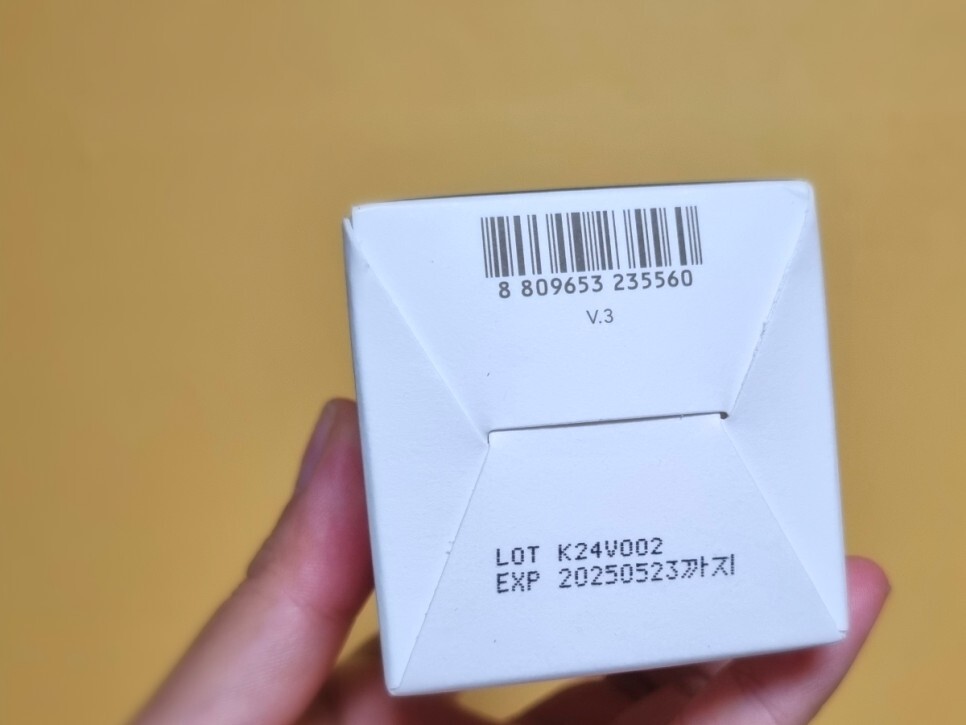 8 809653 235560
V.3
LOT K24V002
EXP 20250523까지